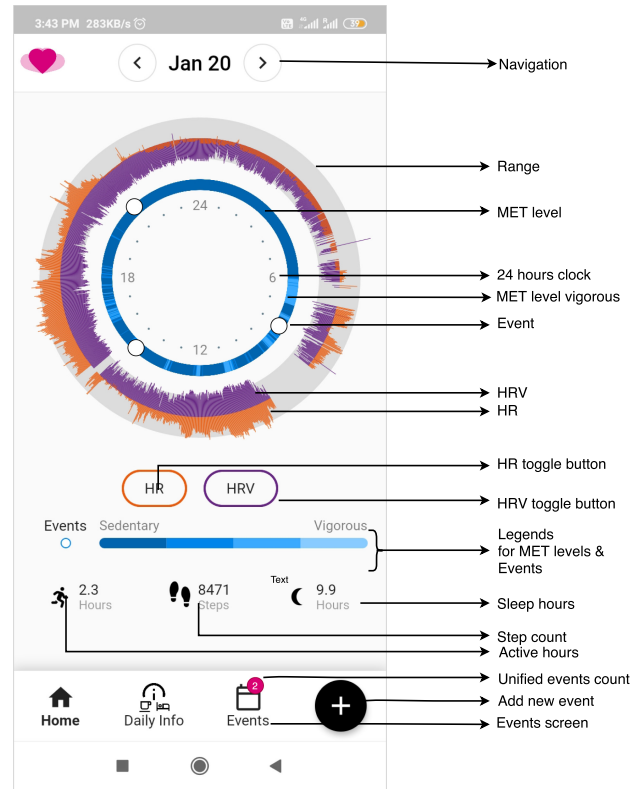 3:43 PM 283KB/s
4G R 39
Jan 20
Navigation
Range
24
MET level
18
6
24 hours clock
MET level vigorous
Event
12
HRV
HR
HR toggle button
HR
HRV
HRV toggle button
Events
Sedentary
Vigorous
Legends
for MET levels &
Events
2.3
Hours
8471
Steps
Text
9.9
Hours
Sleep hours
Step count
Active hours
Unified events count
2
Add new event
Home
Daily Info
Events
Events screen